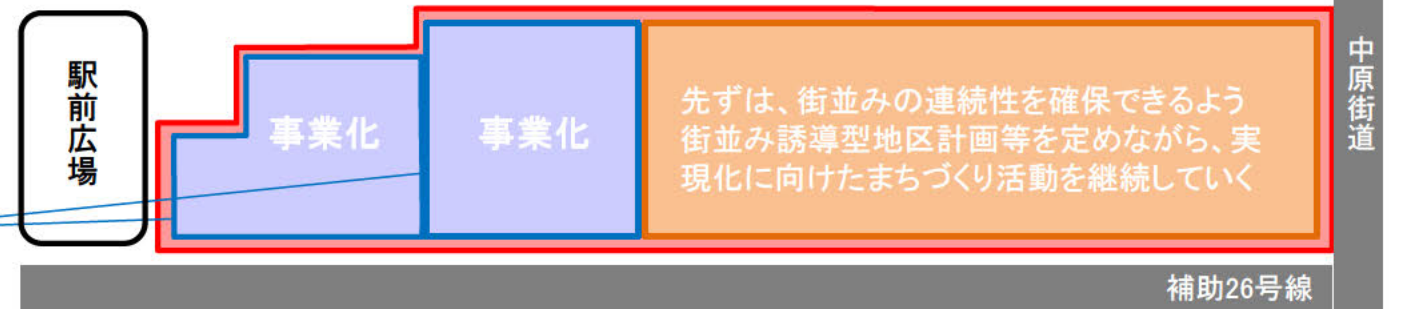 駅前広場
事業化
事業化
先ずは、街並みの連続性を確保できるよう
街並み誘導型地区計画等を定めながら、実
現化に向けたまちづくり活動を継続していく
中原街道
補助26号線